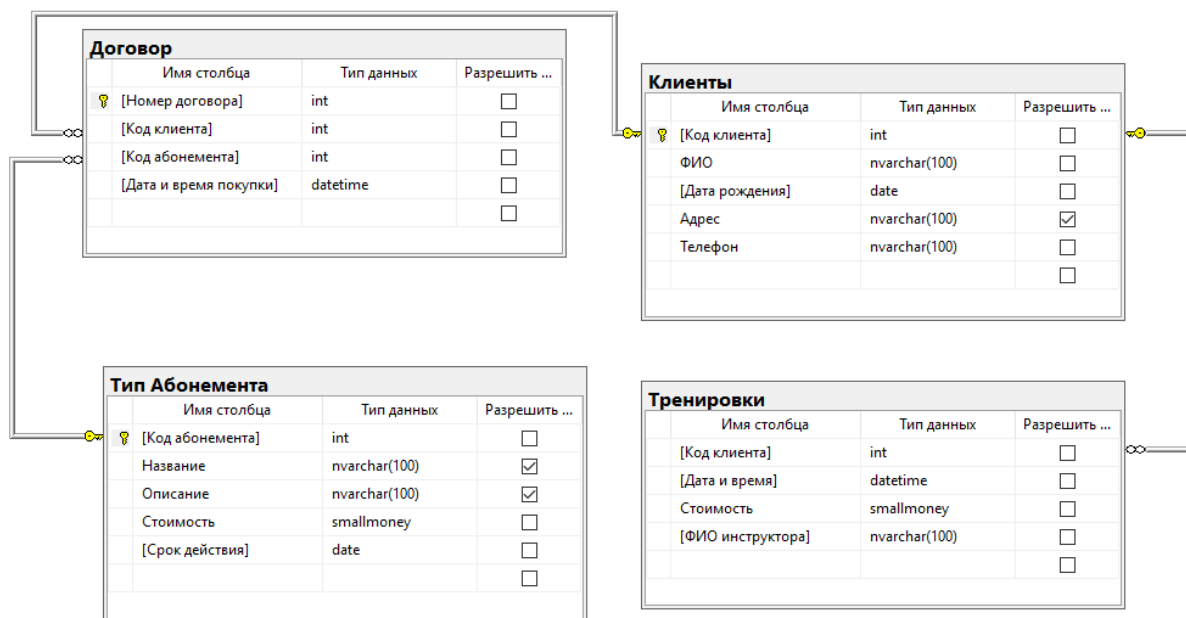 Договор
Имя столбца Тип данных Разрешить ...
[Номер договора] int
[Код клиента] int
[Код абонемента] int
[Дата и время покупки] datetime
Клиенты
Имя столбца Тип данных Разрешить ...
[Код клиента] int
ФИО nvarchar(100)
[Дата рождения] date
Адрес nvarchar(100)
Телефон nvarchar(100)
Тип Абонемента
Имя столбца Тип данных Разрешить ...
[Код абонемента] int
Название nvarchar(100)
Описание nvarchar(100)
Стоимость smallmoney
[Срок действия] date
Тренировки
Имя столбца Тип данных Разрешить ...
[Код клиента] int
[Дата и время] datetime
Стоимость smallmoney
[ФИО инструктора] nvarchar(100)